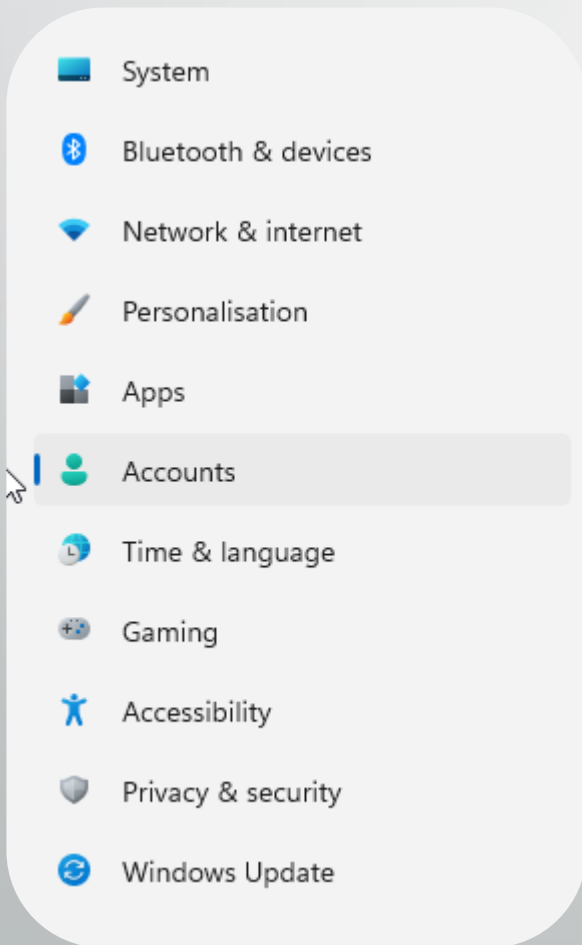 System
Bluetooth & devices
Network & internet
Personalisation
Apps
Accounts
Time & language
Gaming
Accessibility
Privacy & security
Windows Update